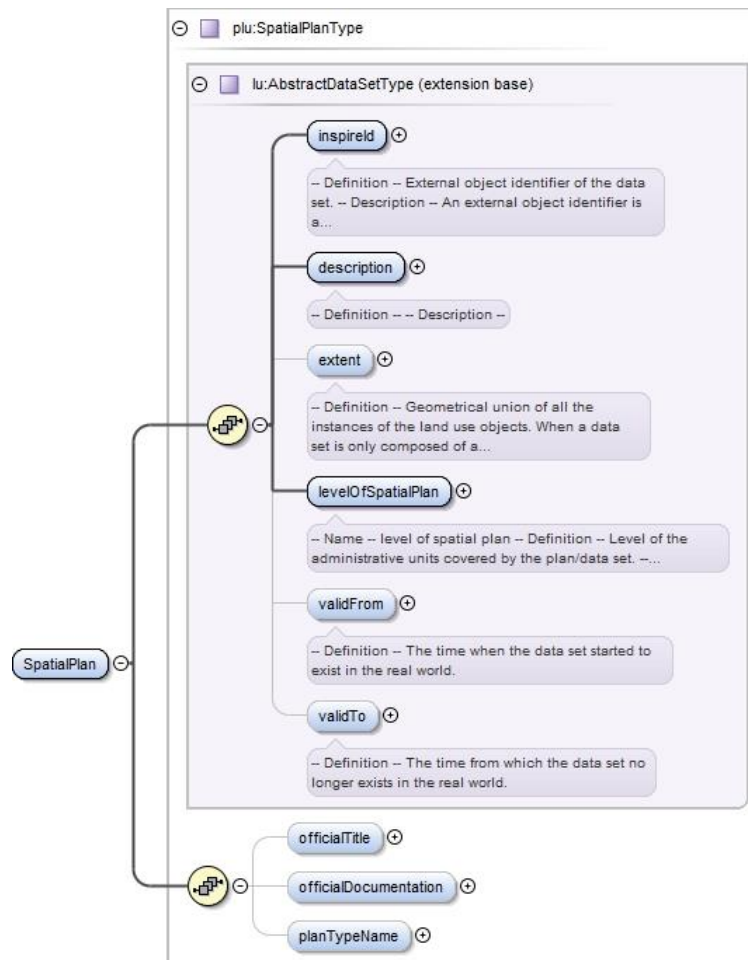 plu:SpatialPlanType
lu:AbstractDataSetType (extension base)
inspireId
-- Definition -- External object identifier of the data
set. -- Description -- An external object identifier is
a...
description
-- Definition -- -- Description --
extent
-- Definition -- Geometrical union of all the
instances of the land use objects. When a data
set is only composed of a...
levelOfSpatialPlan
-- Name -- level of spatial plan -- Definition -- Level of the
administrative units covered by the plan/data set. --...
validFrom
-- Definition -- The time when the data set started to
exist in the real world.
SpatialPlan
validTo
-- Definition -- The time from which the data set no
longer exists in the real world.
officialTitle
officialDocumentation
planTypeName